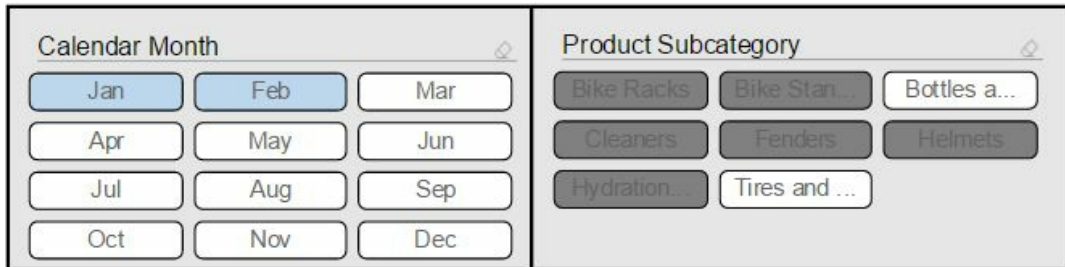 Calendar Month
Jan Feb Mar
Apr May Jun
Jul Aug Sep
Oct Nov Dec
Product Subcategory
Bike Racks Bike Stan... Bottles a...
Cleaners Fenders Helmets
Hydration... Tires and ...